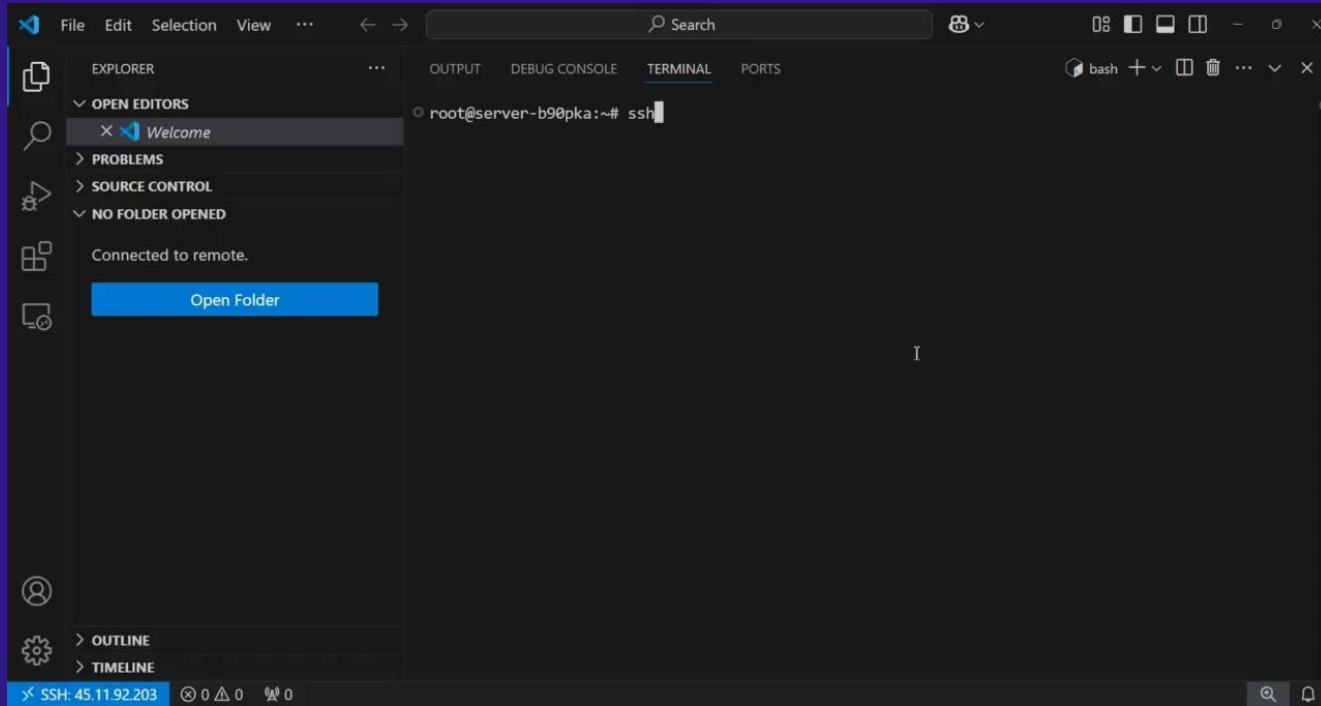 File Edit Selection View ··· Search
EXPLORER ···
OPEN EDITORS
Welcome
PROBLEMS
SOURCE CONTROL
NO FOLDER OPENED
Connected to remote.
Open Folder
OUTLINE
TIMELINE
OUTPUT DEBUG CONSOLE TERMINAL PORTS bash ···
root@server-b90pka:~# ssh
SSH: 45.11.92.203 0 0 0